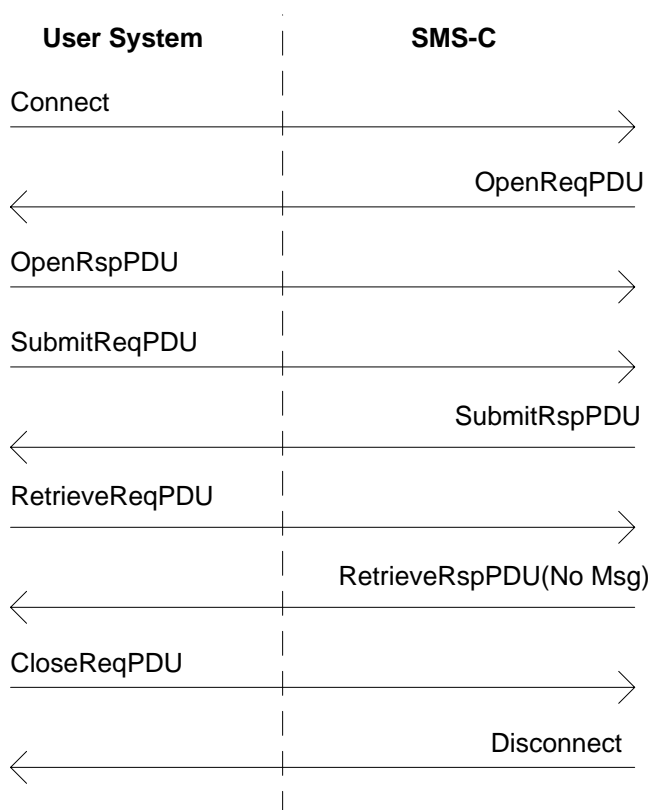 User System SMS-C
Connect
OpenReqPDU
OpenRspPDU
SubmitReqPDU
SubmitRspPDU
RetrieveReqPDU
RetrieveRspPDU(No Msg)
CloseReqPDU
Disconnect